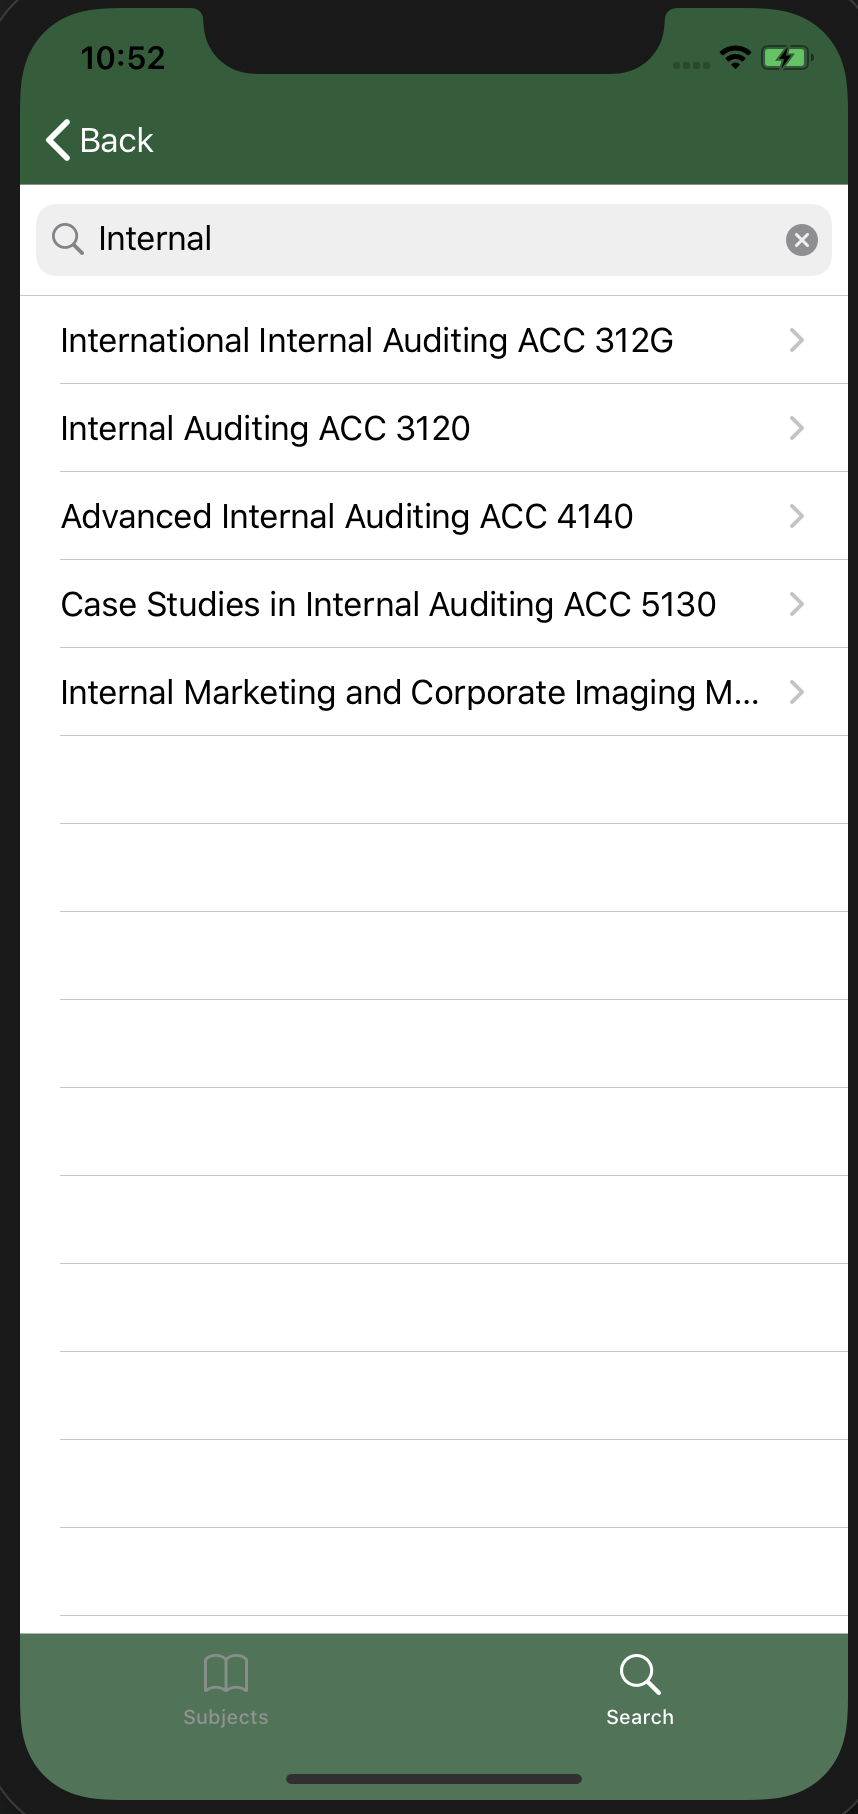 10:52
Back
Internal
International Internal Auditing ACC 312G
Internal Auditing ACC 3120
Advanced Internal Auditing ACC 4140
Case Studies in Internal Auditing ACC 5130
Internal Marketing and Corporate Imaging M...
Subjects
Search